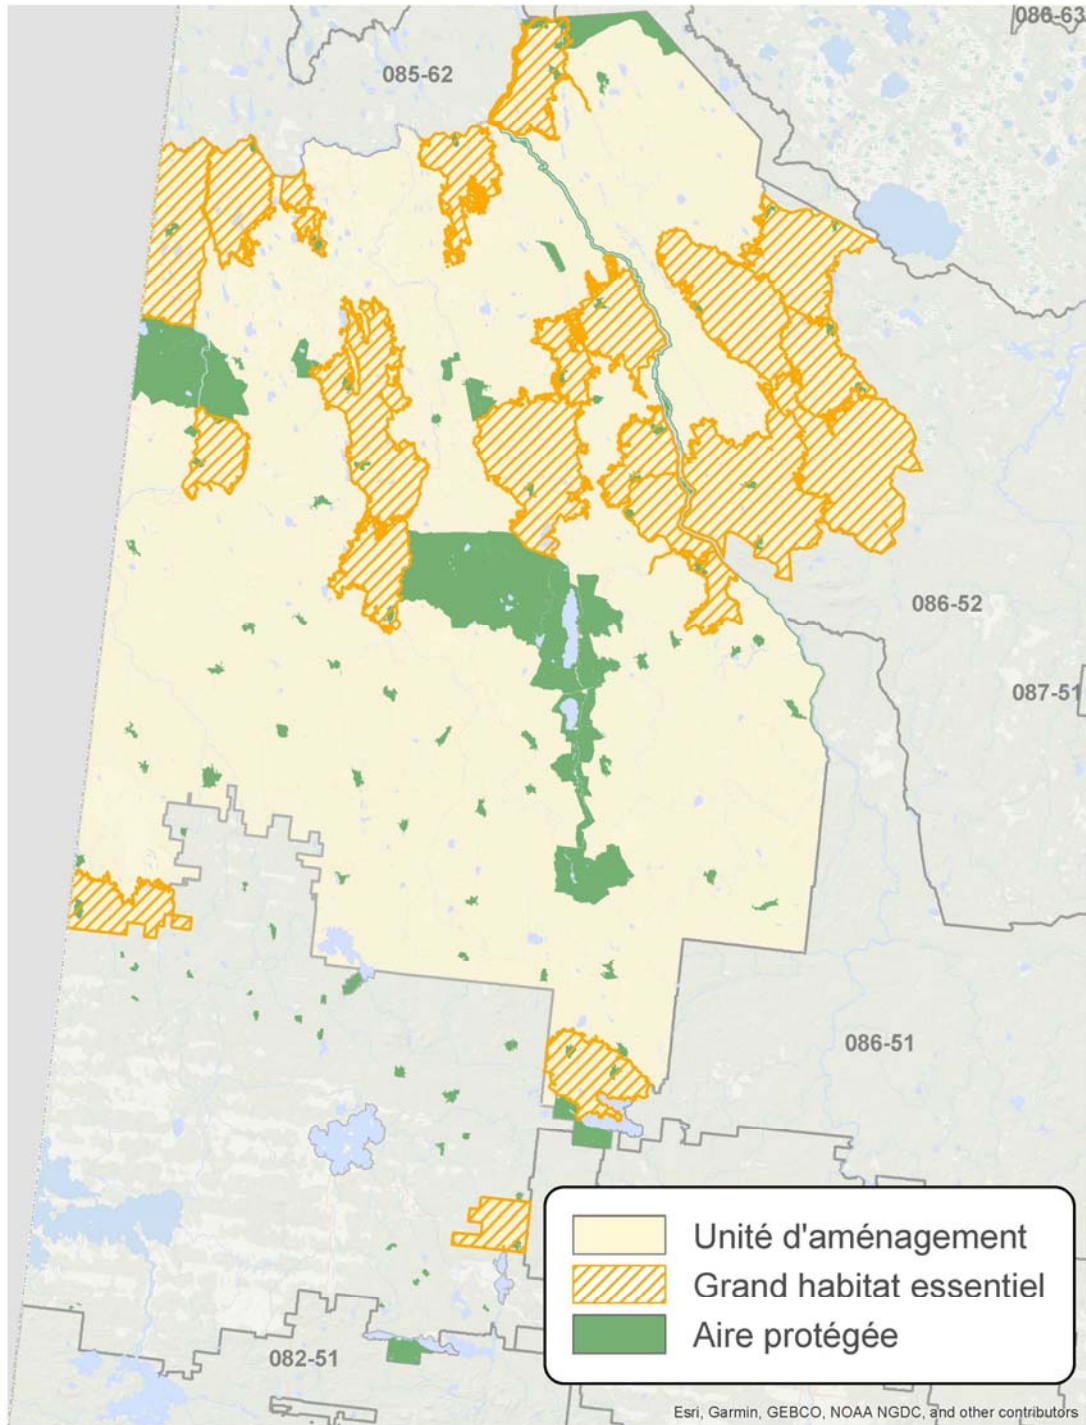 086-63
085-62
086-52
087-51
086-51
Unité d'aménagement
Grand habitat essentiel
Aire protégée
082-51
Esri, Garmin, GEBCO, NOAA NGDC, and other contributors